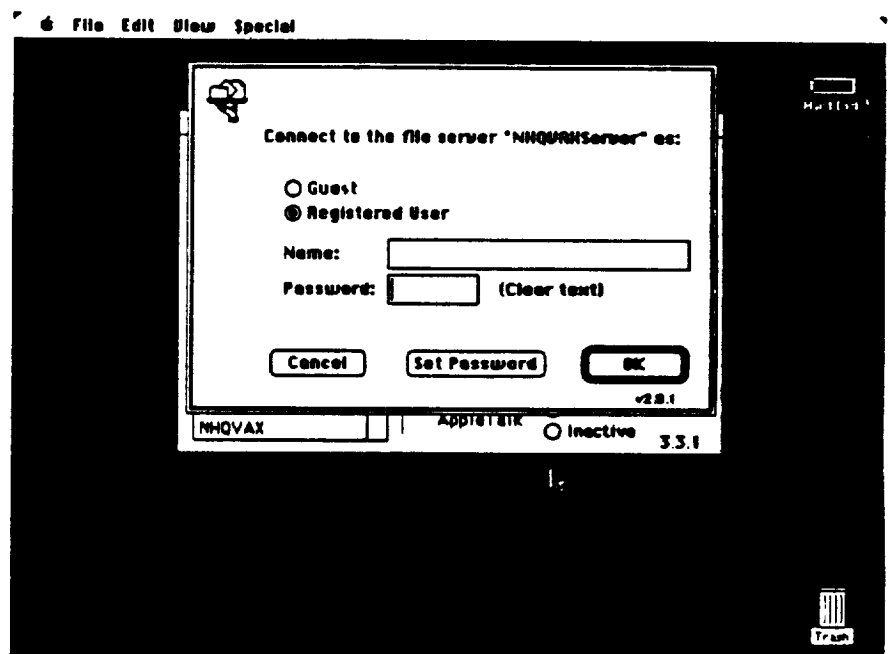 File Edit View Special
Connect to the file server "NHQVAXServer" as:
Guest
Registered User
Name:
Password: (Clear text)
Cancel Set Password OK
v2.0.1
NHQVAX AppleTalk Inactive 3.3.1
Trash